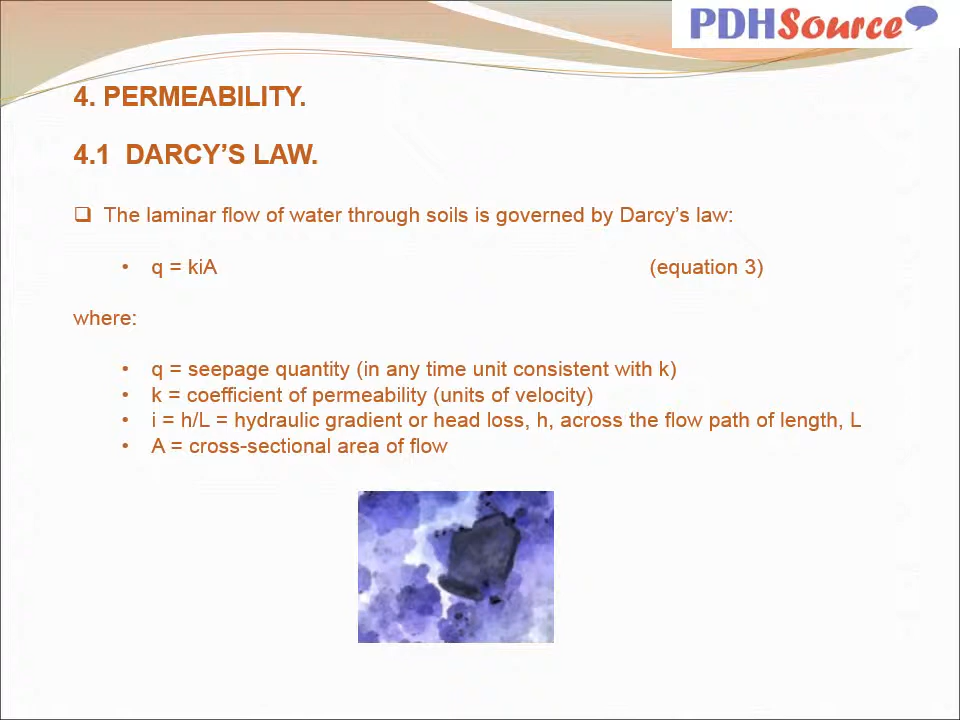 PDHSource
4. PERMEABILITY.
4.1 DARCY’S LAW.
❑ The laminar flow of water through soils is governed by Darcy’s law:
• q = kiA (equation 3)
where:
• q = seepage quantity (in any time unit consistent with k)
• k = coefficient of permeability (units of velocity)
• i = h/L = hydraulic gradient or head loss, h, across the flow path of length, L
• A = cross-sectional area of flow